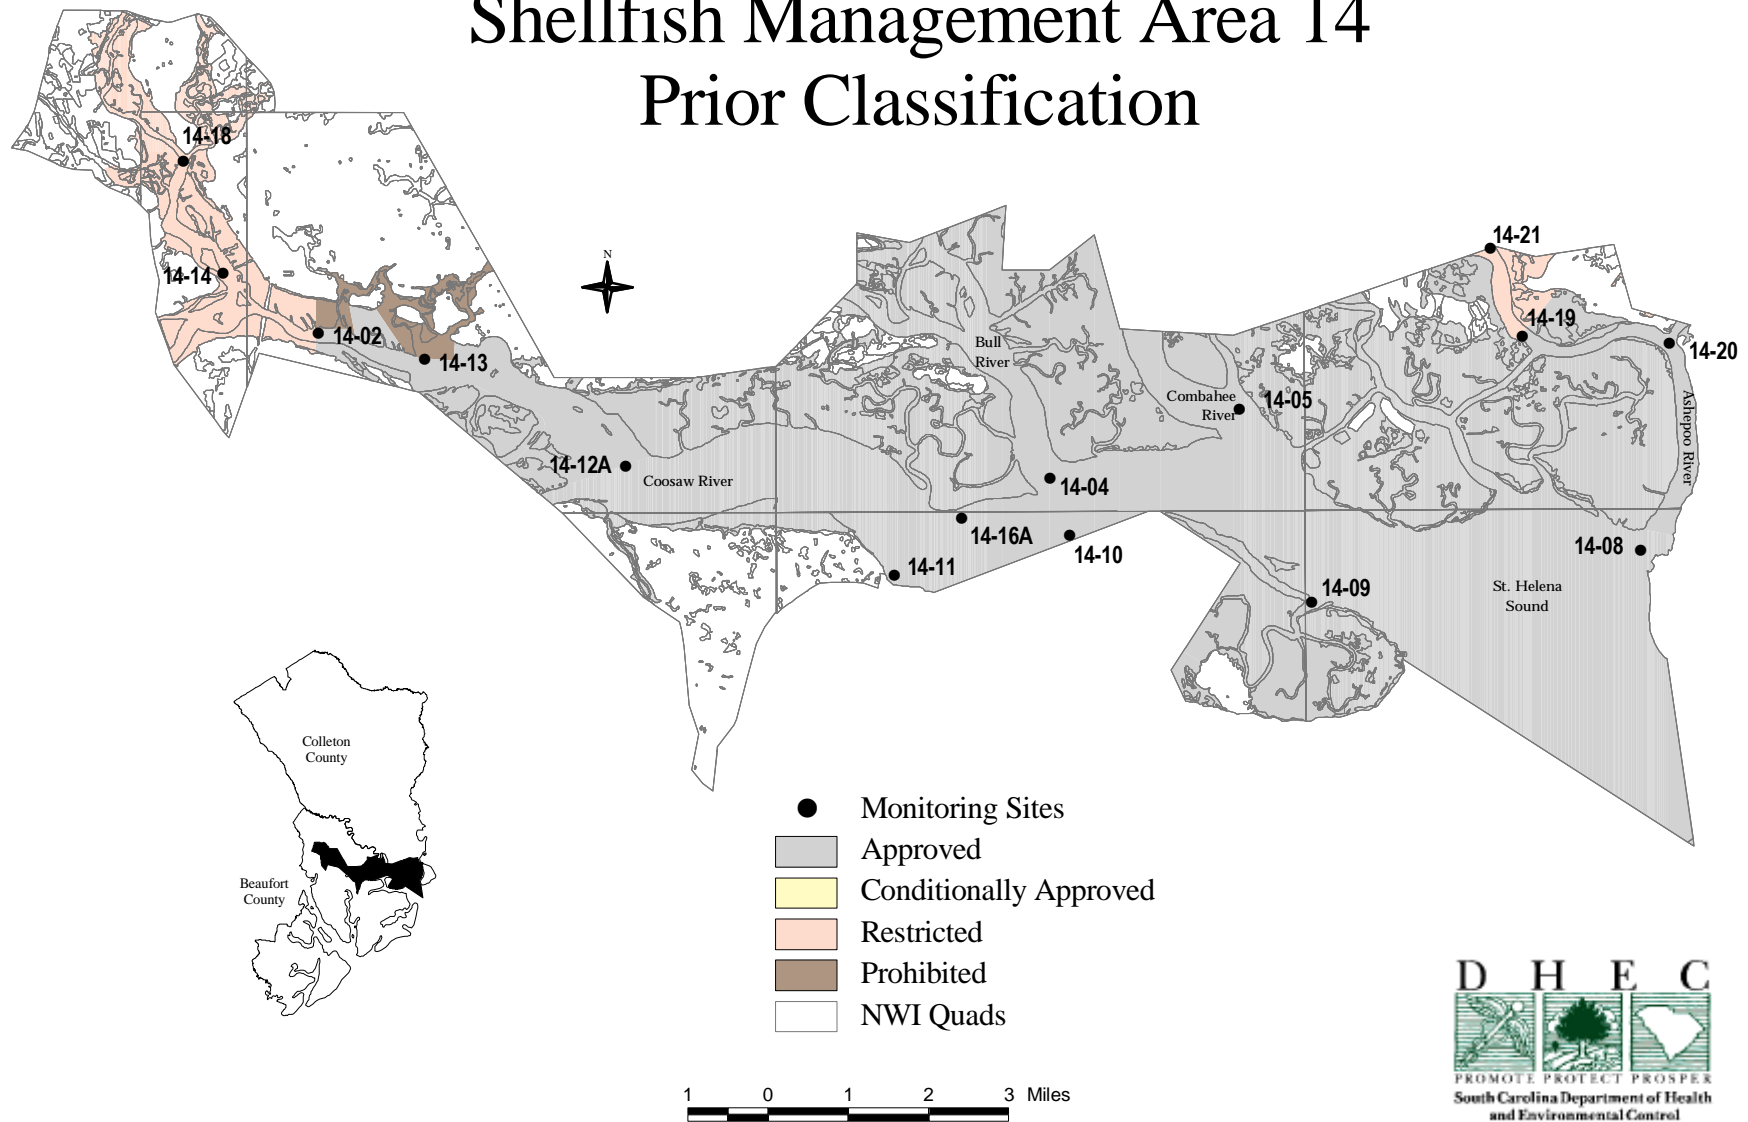 Shellfish Management Area 14
Prior Classification
14-18
14-14
14-02
14-13
N
14-12A
Coosaw River
Bull
River
Combahee
River
14-05
14-04
14-16A
14-10
14-11
14-09
14-21
14-19
14-20
Ashepoo River
14-08
St. Helena
Sound
Colleton
County
Beaufort
County
Monitoring Sites
Approved
Conditionally Approved
Restricted
Prohibited
NWI Quads
1 0 1 2 3 Miles
D H E C
PROMOTE PROTECT PROSPER
South Carolina Department of Health
and Environmental Control